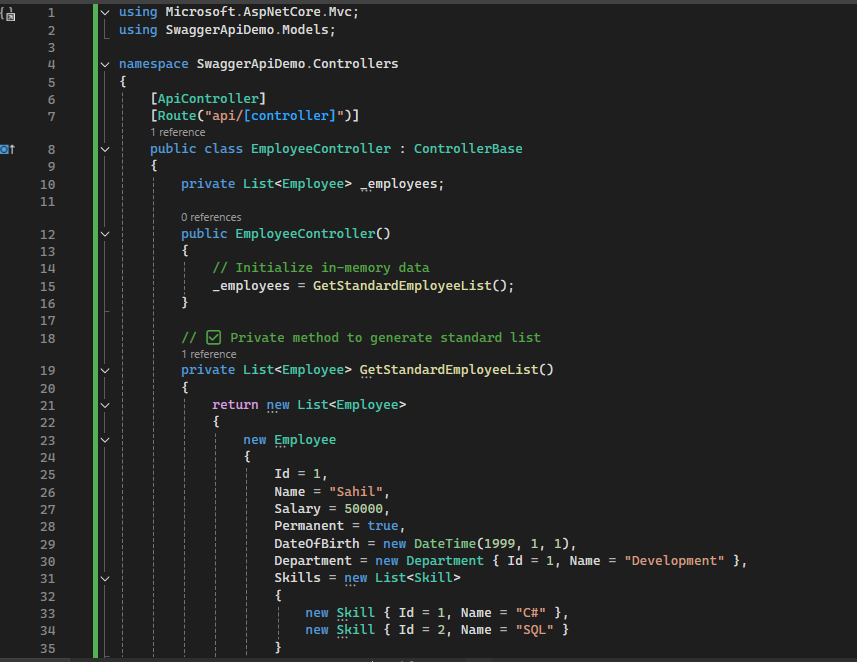 1 using Microsoft.AspNetCore.Mvc;
2 using SwaggerApiDemo.Models;
3
4 namespace SwaggerApiDemo.Controllers
5 {
6 [ApiController]
7 [Route("api/[controller]")]
1 reference
8 public class EmployeeController : ControllerBase
9 {
10 private List<Employee> _employees;
11
0 references
12 public EmployeeController()
13 {
14 // Initialize in-memory data
15 _employees = GetStandardEmployeeList();
16 }
17
18 // ✅ Private method to generate standard list
1 reference
19 private List<Employee> GetStandardEmployeeList()
20 {
21 return new List<Employee>
22 {
23 new Employee
24 {
25 Id = 1,
26 Name = "Sahil",
27 Salary = 50000,
28 Permanent = true,
29 DateOfBirth = new DateTime(1999, 1, 1),
30 Department = new Department { Id = 1, Name = "Development" },
31 Skills = new List<Skill>
32 {
33 new Skill { Id = 1, Name = "C#" },
34 new Skill { Id = 2, Name = "SQL" }
35 }